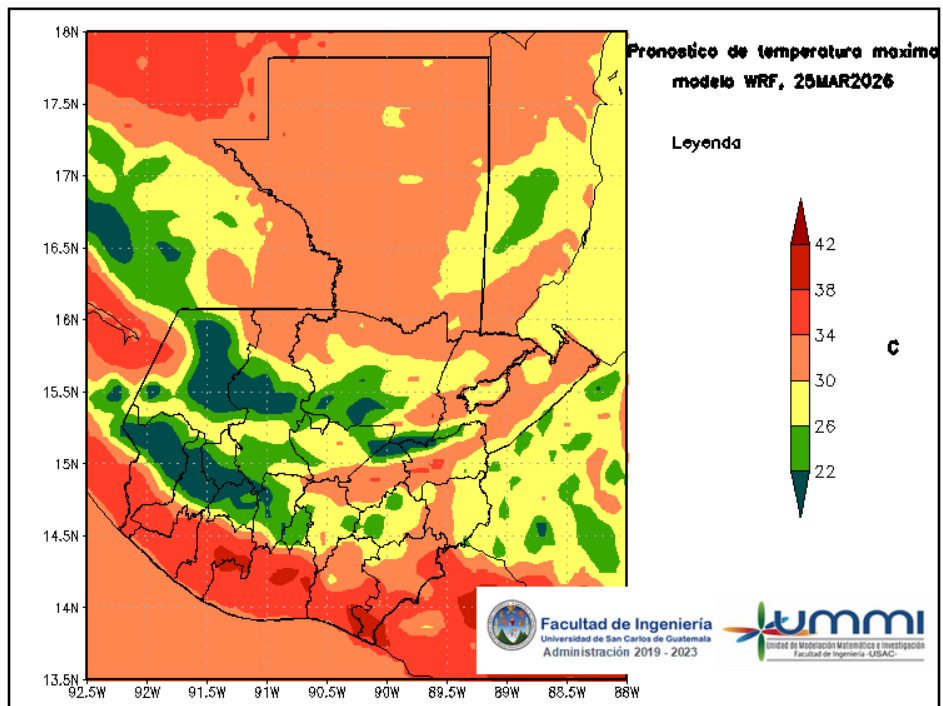 Pronostico de temperatura maxima
modelo WRF, 25MAR2026
Leyenda
42
38
34
30
26
22
C
18N
17.5N
17N
16.5N
16N
15.5N
15N
14.5N
14N
13.5N
92.5W
92W
91.5W
91W
90.5W
90W
89.5W
89W
88.5W
88W
Facultad de Ingeniería
Universidad de San Carlos de Guatemala
Administración 2019 - 2023
ummi
Unidad de Modelación Matemática e Investigación
Facultad de Ingeniería -USAC-